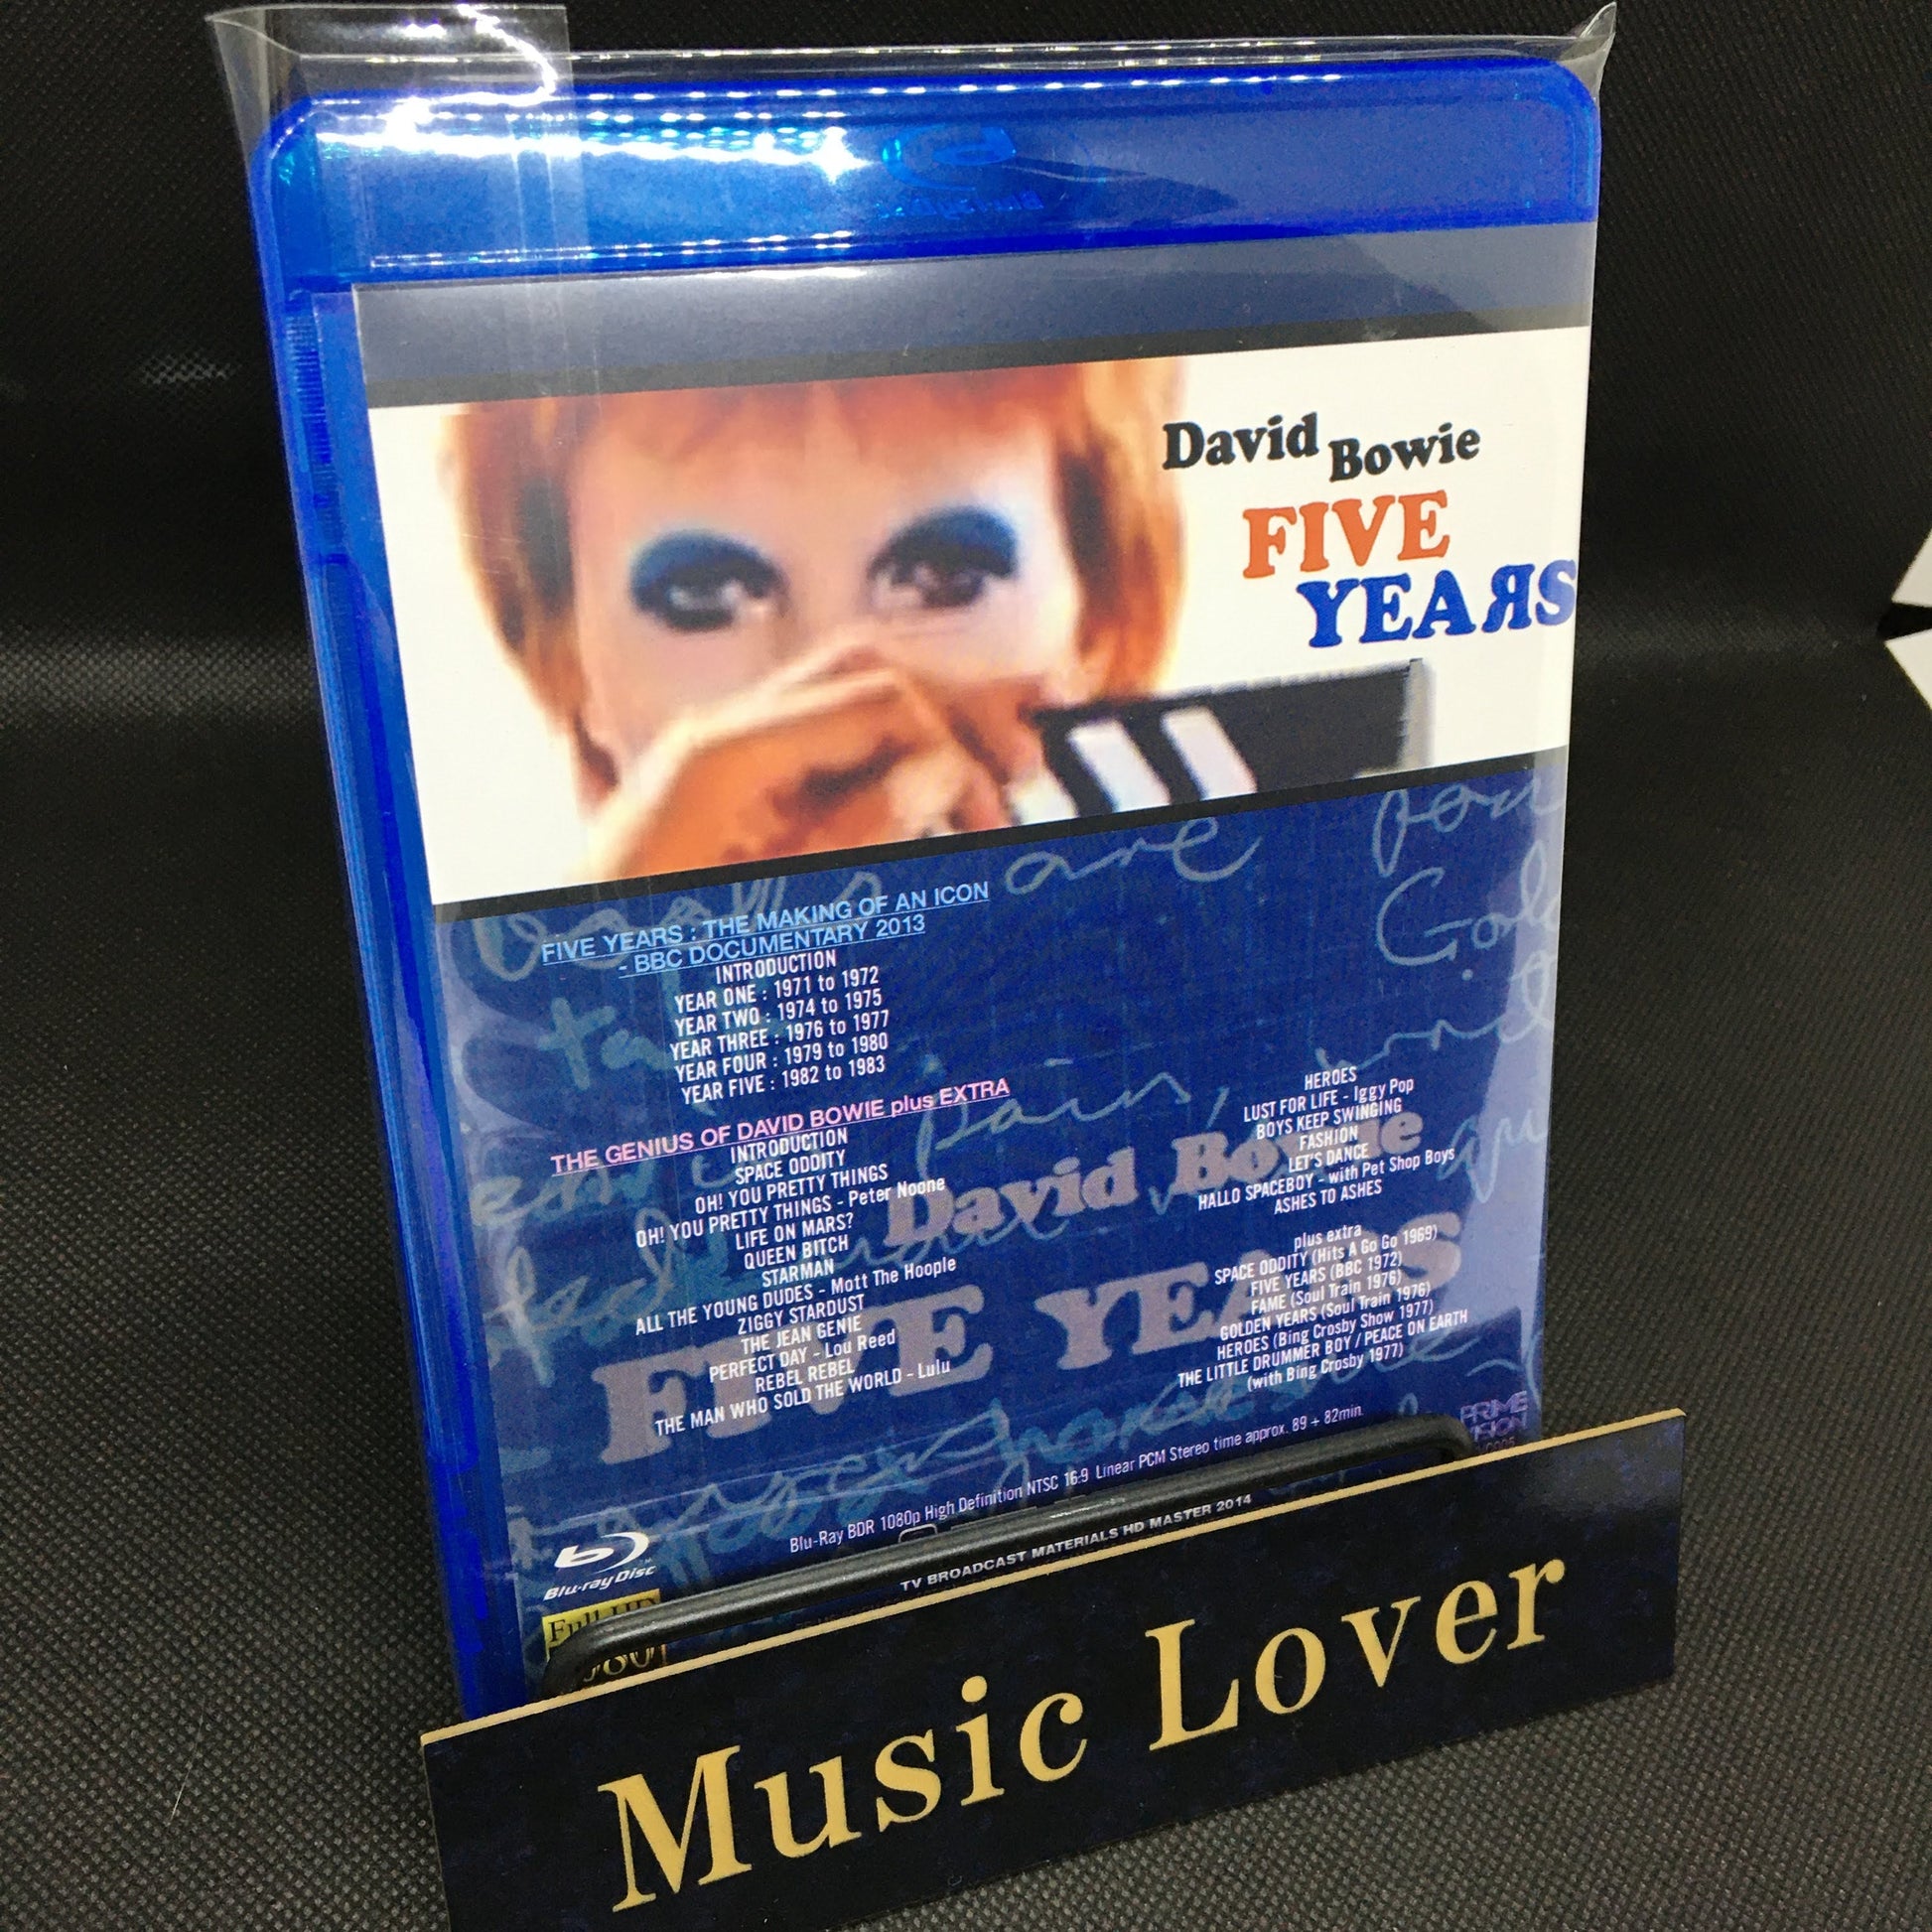 David Bowie
FIVE
YEAЯS
FIVE YEARS : THE MAKING OF AN ICON
- BBC DOCUMENTARY 2013
INTRODUCTION
YEAR ONE : 1971 to 1972
YEAR TWO : 1974 to 1975
YEAR THREE : 1976 to 1977
YEAR FOUR : 1979 to 1980
YEAR FIVE : 1982 to 1983
THE GENIUS OF DAVID BOWIE plus EXTRA
INTRODUCTION
SPACE ODDITY
OH! YOU PRETTY THINGS
OH! YOU PRETTY THINGS - Peter Noone
LIFE ON MARS?
QUEEN BITCH
STARMAN
ALL THE YOUNG DUDES - Mott The Hoople
ZIGGY STARDUST
THE JEAN GENIE
PERFECT DAY - Lou Reed
REBEL REBEL
THE MAN WHO SOLD THE WORLD - Lulu
HEROES
LUST FOR LIFE - Iggy Pop
BOYS KEEP SWINGING
FASHION
LET'S DANCE
HALLO SPACEBOY - with Pet Shop Boys
ASHES TO ASHES
plus extra
SPACE ODDITY (Hits A Go Go 1969)
FIVE YEARS (BBC 1972)
FAME (Soul Train 1976)
GOLDEN YEARS (Soul Train 1976)
HEROES (Bing Crosby Show 1977)
THE LITTLE DRUMMER BOY / PEACE ON EARTH
(with Bing Crosby 1977)
David Bowie
FIVE YEARS
are
pain,
PRIME
VISION
Blu-Ray BDR 1080p High Definition NTSC 16:9 Linear PCM Stereo time approx. 89 + 82min.
TV BROADCAST MATERIALS HD MASTER 2014
Blu-ray Disc
Full HD
Music Lover